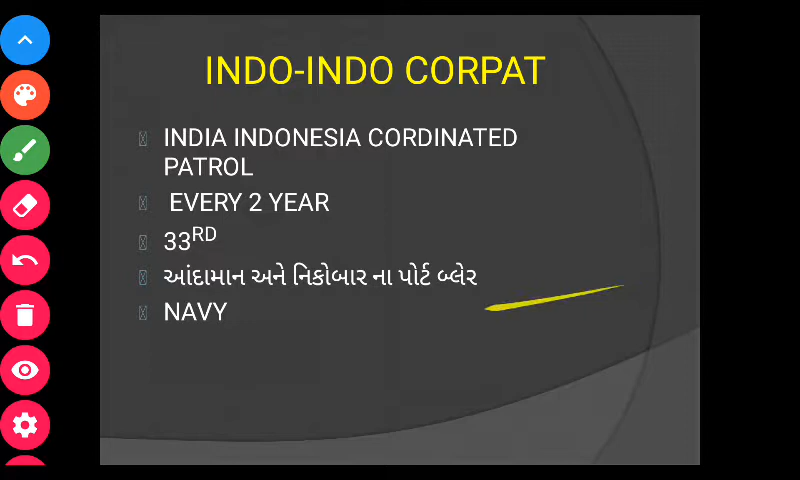 INDO-INDO CORPAT
INDIA INDONESIA CORDINATED
PATROL
EVERY 2 YEAR
33RD
આંદામાન અને નિકોબાર ના પોર્ટ બ્લેર
NAVY